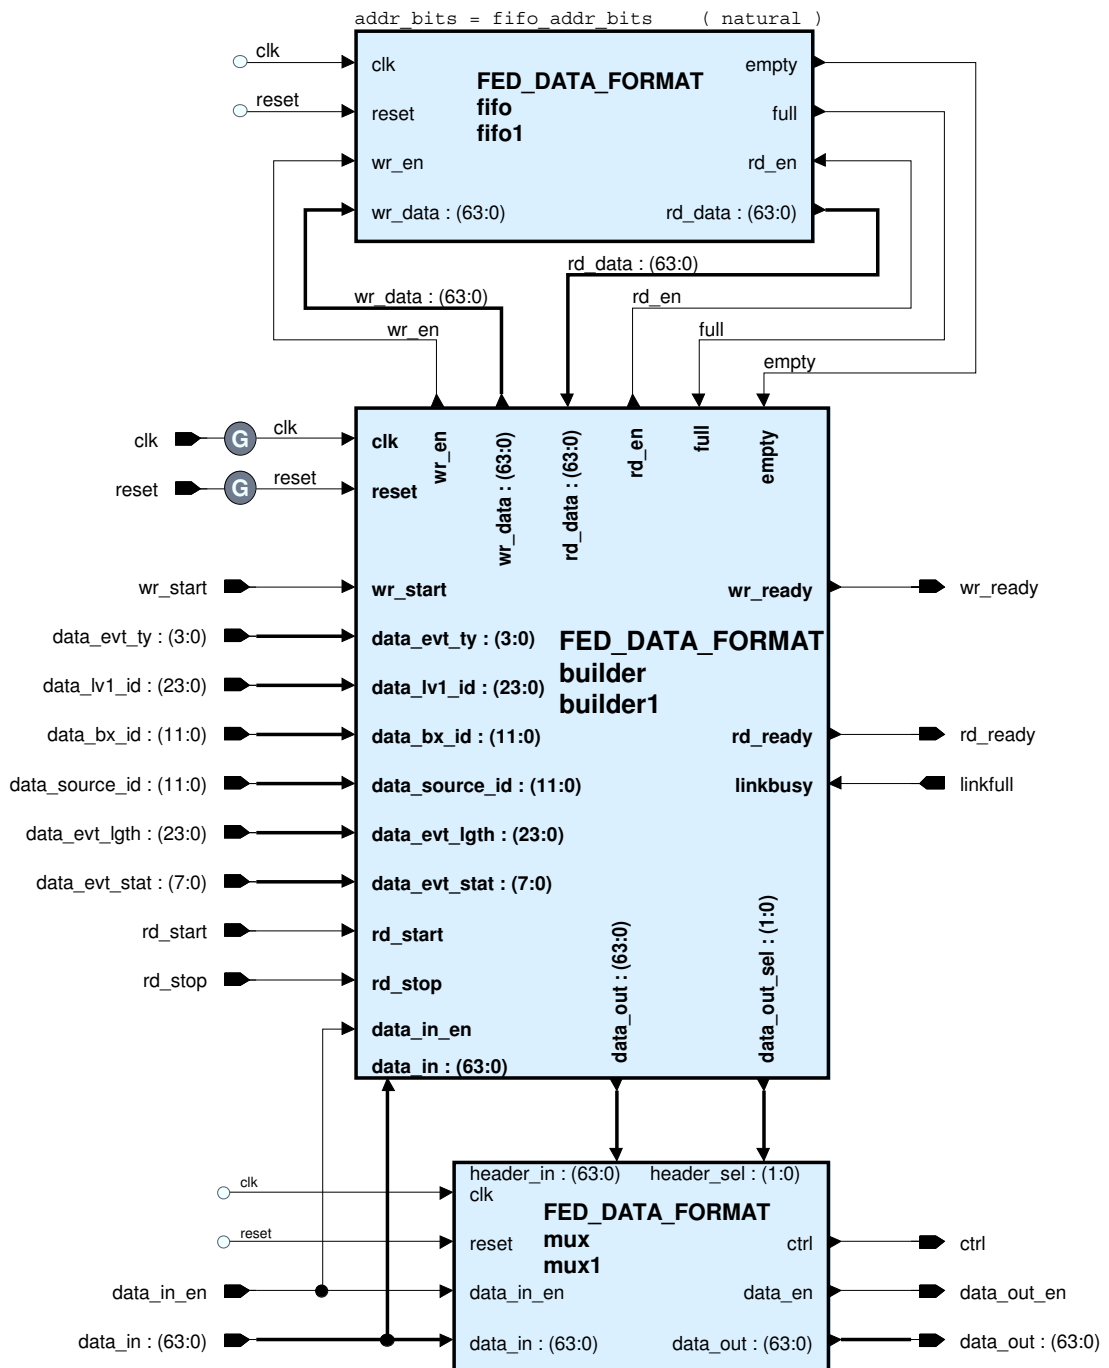 addr_bits = fifo_addr_bits ( natural )
clk
clk
empty
FED_DATA_FORMAT
fifo
fifo1
reset
reset
full
wr_en
rd_en
wr_data : (63:0)
rd_data : (63:0)
rd_data : (63:0)
wr_data : (63:0)
rd_en
wr_en
full
empty
clk
G
clk
clk
wr_en
wr_data : (63:0)
rd_data : (63:0)
rd_en
full
empty
reset
G
reset
reset
wr_start
wr_start
wr_ready
wr_ready
data_evt_ty : (3:0)
data_evt_ty : (3:0)
FED_DATA_FORMAT
builder
builder1
data_lv1_id : (23:0)
data_lv1_id : (23:0)
data_bx_id : (11:0)
data_bx_id : (11:0)
rd_ready
rd_ready
data_source_id : (11:0)
data_source_id : (11:0)
linkbusy
linkfull
data_evt_lgth : (23:0)
data_evt_lgth : (23:0)
data_evt_stat : (7:0)
data_evt_stat : (7:0)
rd_start
rd_start
data_out : (63:0)
data_out_sel : (1:0)
rd_stop
rd_stop
data_in_en
data_in : (63:0)
header_in : (63:0)
header_sel : (1:0)
clk
clk
FED_DATA_FORMAT
mux
mux1
reset
reset
ctrl
ctrl
data_in_en
data_in_en
data_en
data_out_en
data_in : (63:0)
data_in : (63:0)
data_out : (63:0)
data_out : (63:0)